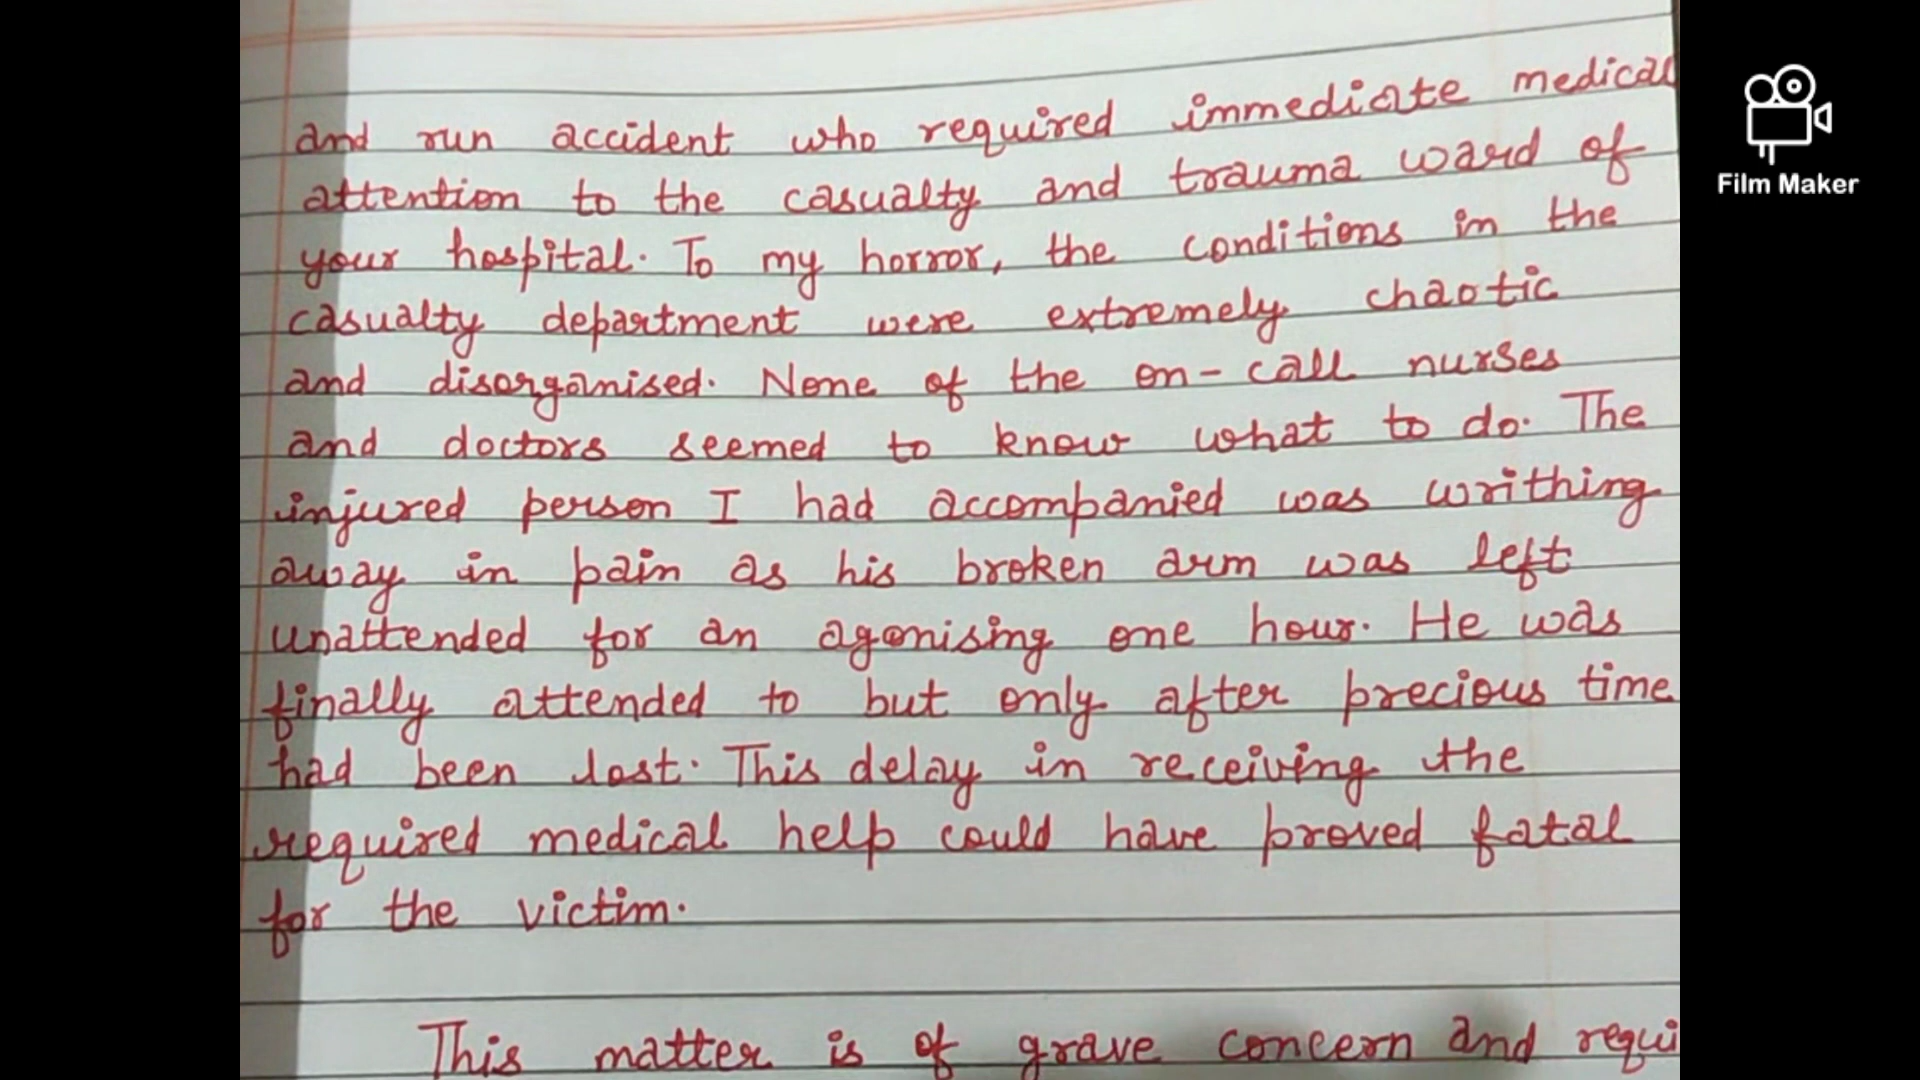 and run accident who required immediate medical
attention to the casualty and trauma ward of
your hospital. To my horror, the conditions in the
casualty department were extremely chaotic
and disorganised. None of the on-call nurses
and doctors seemed to know what to do. The
injured person I had accompanied was writhing
away in pain as his broken arm was left
unattended for an agonising one hour. He was
finally attended to but only after precious time
had been lost. This delay in receiving the
required medical help could have proved fatal
for the victim.
This matter is of grave concern and requi
Film Maker